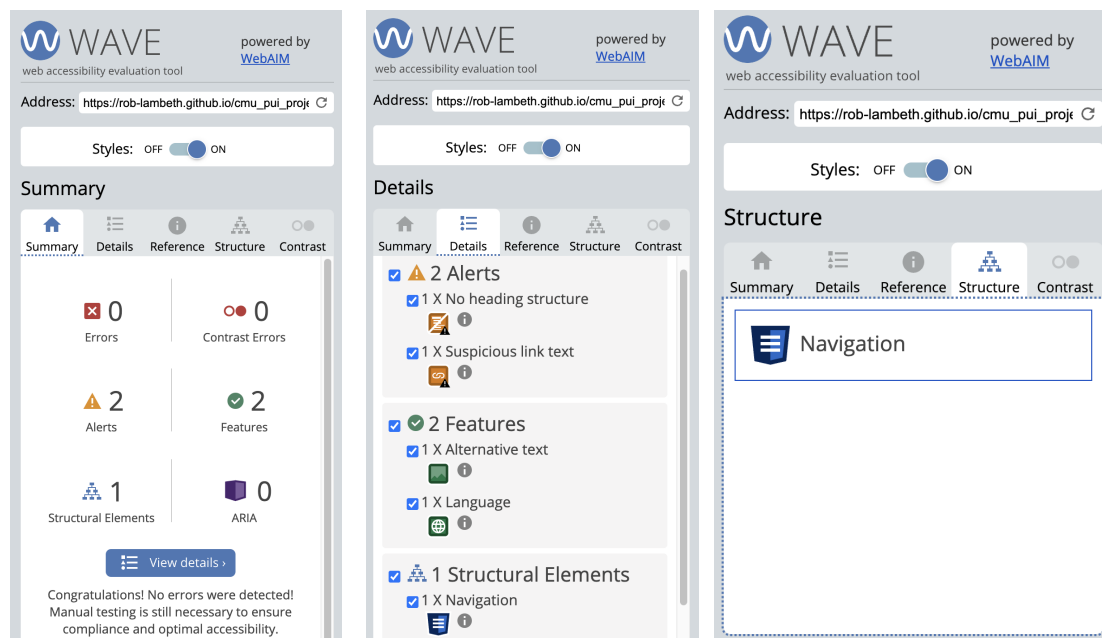 WAVE
powered by
WebAIM
web accessibility evaluation tool
Address: https://rob-lambeth.github.io/cmu_pui_proje
Styles: OFF ON
Summary
Summary Details Reference Structure Contrast
0 0
Errors Contrast Errors
2 2
Alerts Features
1 0
Structural Elements ARIA
View details ›
Congratulations! No errors were detected!
Manual testing is still necessary to ensure
compliance and optimal accessibility.
WAVE
powered by
WebAIM
web accessibility evaluation tool
Address: https://rob-lambeth.github.io/cmu_pui_proje
Styles: OFF ON
Details
Summary Details Reference Structure Contrast
2 Alerts
1 X No heading structure
1 X Suspicious link text
2 Features
1 X Alternative text
1 X Language
1 Structural Elements
1 X Navigation
WAVE
powered by
WebAIM
web accessibility evaluation tool
Address: https://rob-lambeth.github.io/cmu_pui_proje
Styles: OFF ON
Structure
Summary Details Reference Structure Contrast
Navigation